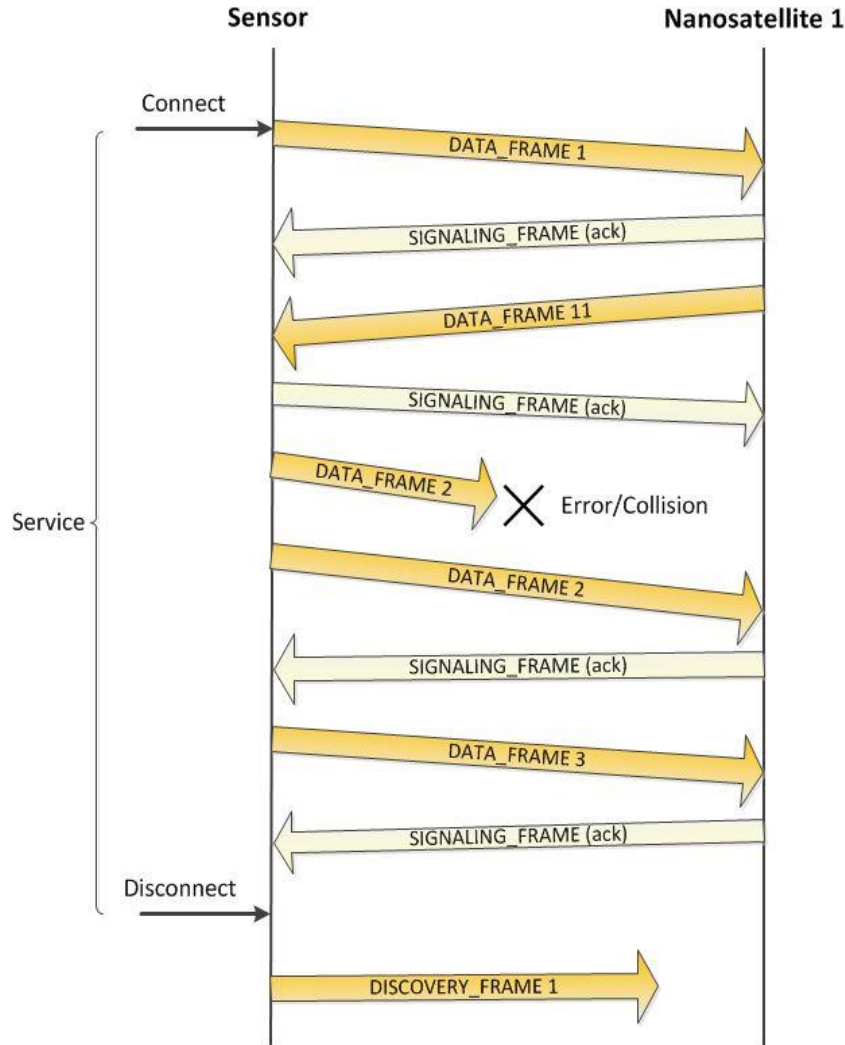 Sensor
Nanosatellite 1
Connect
DATA_FRAME 1
SIGNALING_FRAME (ack)
DATA_FRAME 11
SIGNALING_FRAME (ack)
DATA_FRAME 2
Error/Collision
Service
DATA_FRAME 2
SIGNALING_FRAME (ack)
DATA_FRAME 3
SIGNALING_FRAME (ack)
Disconnect
DISCOVERY_FRAME 1